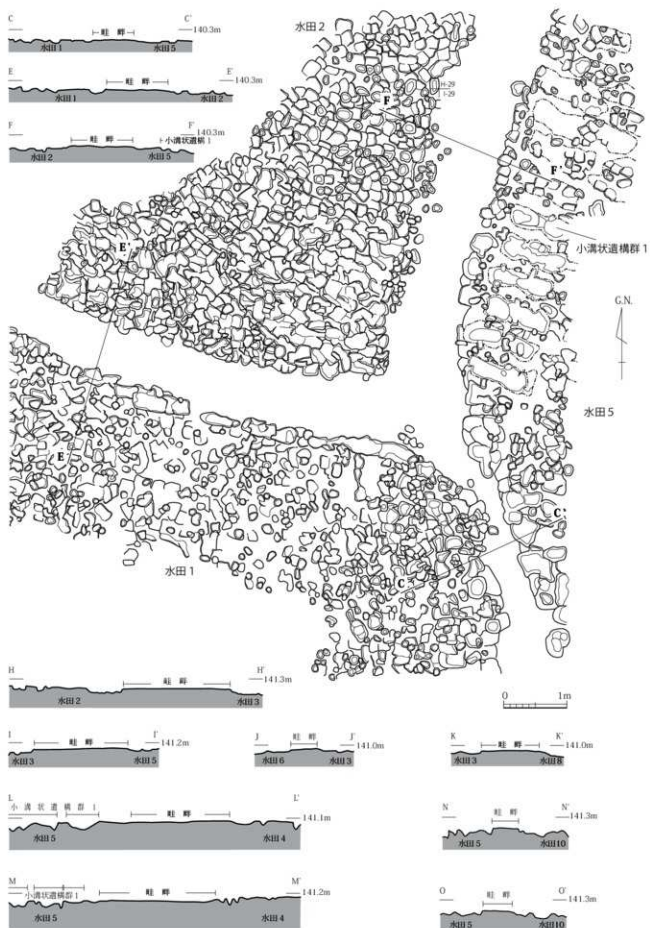 C C'
畦 畔 140.3m
水田1 水田5
E E'
畦 畔 140.3m
水田1 水田2
F F'
畦 畔 140.3m
小溝状遺構1
水田2 水田5
水田2
H-29
I-29
F
F'
E'
小溝状遺構群1
G.N.
水田5
E
C'
C
水田1
0 1m
H H'
畦 畔 141.3m
水田2 水田3
I I'
畦 畔 141.2m
水田3 水田5
J J'
畦 畔 141.0m
水田6 水田3
K K'
畦 畔 141.0m
水田3 水田8
L L'
小溝状遺構群1 畦 畔 141.1m
水田5 水田4
N N'
畦 畔 141.3m
水田5 水田10
M M'
小溝状遺構群1 畦 畔 141.2m
水田5 水田4
O O'
畦 畔 141.3m
水田5 水田10